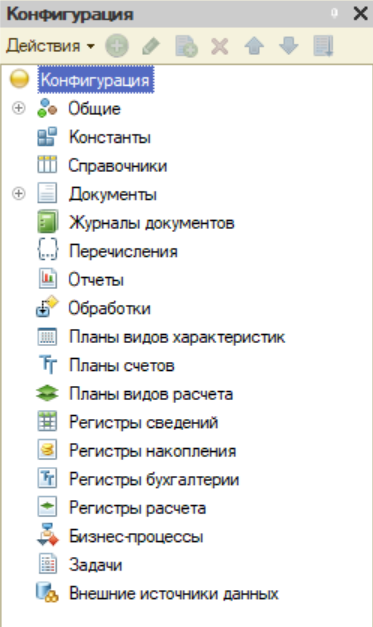 Конфигурация
Действия
Конфигурация
Общие
Константы
Справочники
Документы
Журналы документов
Перечисления
Отчеты
Обработки
Планы видов характеристик
Планы счетов
Планы видов расчета
Регистры сведений
Регистры накопления
Регистры бухгалтерии
Регистры расчета
Бизнес-процессы
Задачи
Внешние источники данных